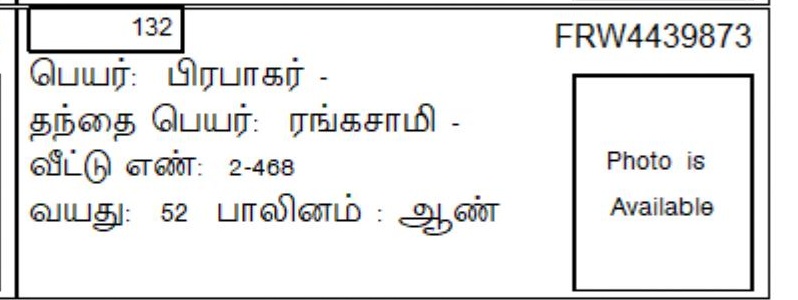 132
FRW4439873
பெயர்: பிரபாகர் -
தந்தை பெயர்: ரங்கசாமி -
வீட்டு எண்: 2-468
வயது: 52 பாலினம் : ஆண்
Photo is
Available